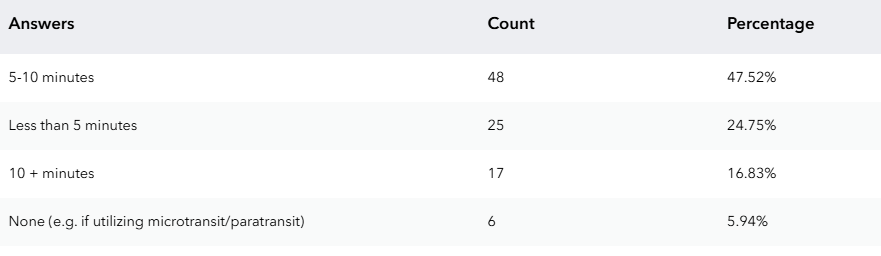 Answers Count Percentage
5-10 minutes 48 47.52%
Less than 5 minutes 25 24.75%
10 + minutes 17 16.83%
None (e.g. if utilizing microtransit/paratransit) 6 5.94%